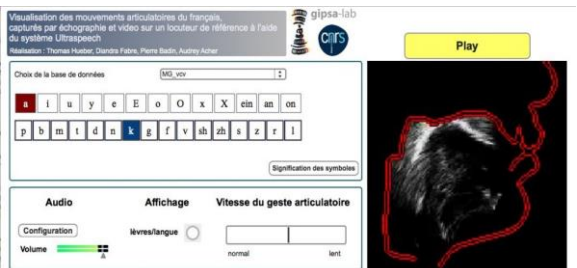 Visualisation des mouvements articulatoires du français,
capturés par échographie et video sur un locuteur de référence à l'aide
du système Ultraspeech
Réalisation : Thomas Hueber, Diandra Fabre, Pierre Badin, Audrey Acher
gipsa-lab
gipsa-lab
cnrs
Play
Choix de la base de données
MG_vcv
a i u y e E o O x X ein an on
p b m t d n k g f v sh zh s z r l
Signification des symboles
Audio Affichage Vitesse du geste articulatoire
Configuration
lèvres/langue
Volume
normal lent